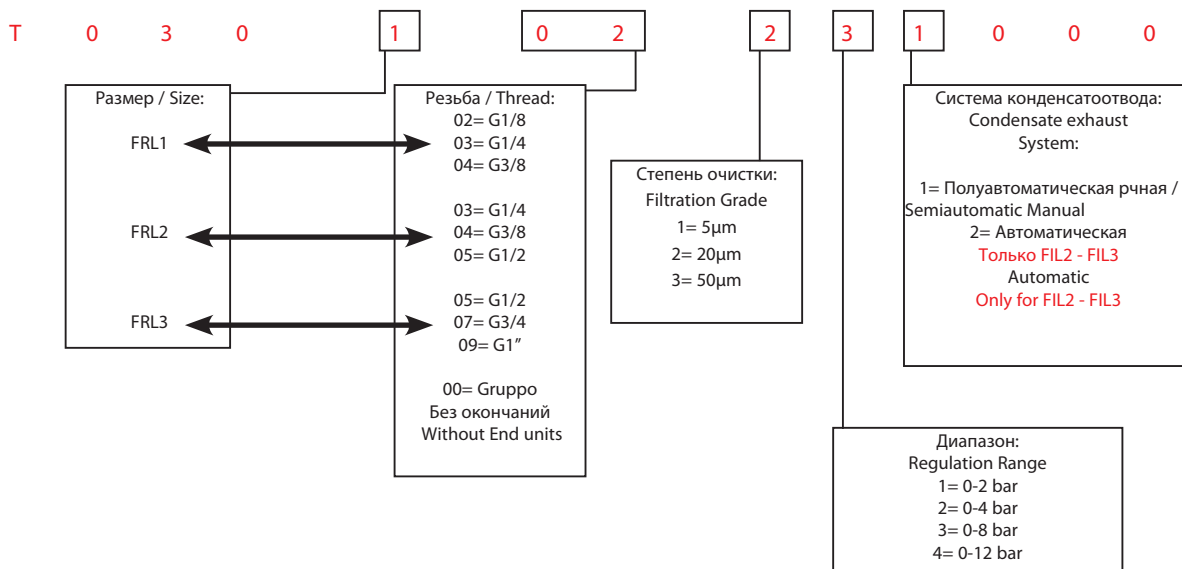 T 0 3 0 1 0 2 2 3 1 0 0 0
Размер / Size:
FRL1
FRL2
FRL3
Резьба / Thread:
02= G1/8
03= G1/4
04= G3/8
03= G1/4
04= G3/8
05= G1/2
05= G1/2
07= G3/4
09= G1”
00= Gruppo
Без окончаний
Without End units
Степень очистки:
Filtration Grade
1= 5µm
2= 20µm
3= 50µm
Диапазон:
Regulation Range
1= 0-2 bar
2= 0-4 bar
3= 0-8 bar
4= 0-12 bar
Система конденсатоотвода:
Condensate exhaust
System:
1= Полуавтоматическая рчная /
Semiautomatic Manual
2= Автоматическая
Только FIL2 - FIL3
Automatic
Only for FIL2 - FIL3